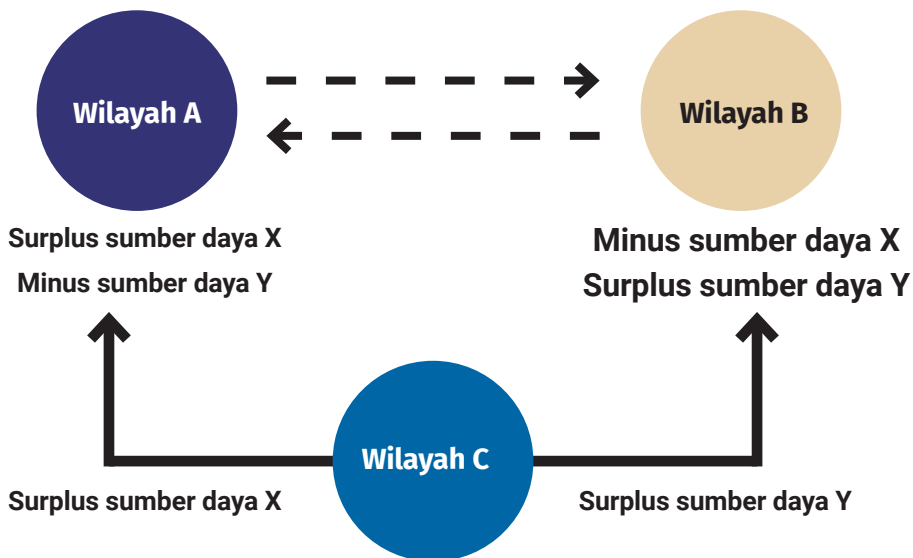 Wilayah A
Wilayah B
Surplus sumber daya X
Minus sumber daya Y
Minus sumber daya X
Surplus sumber daya Y
Wilayah C
Surplus sumber daya X
Surplus sumber daya Y